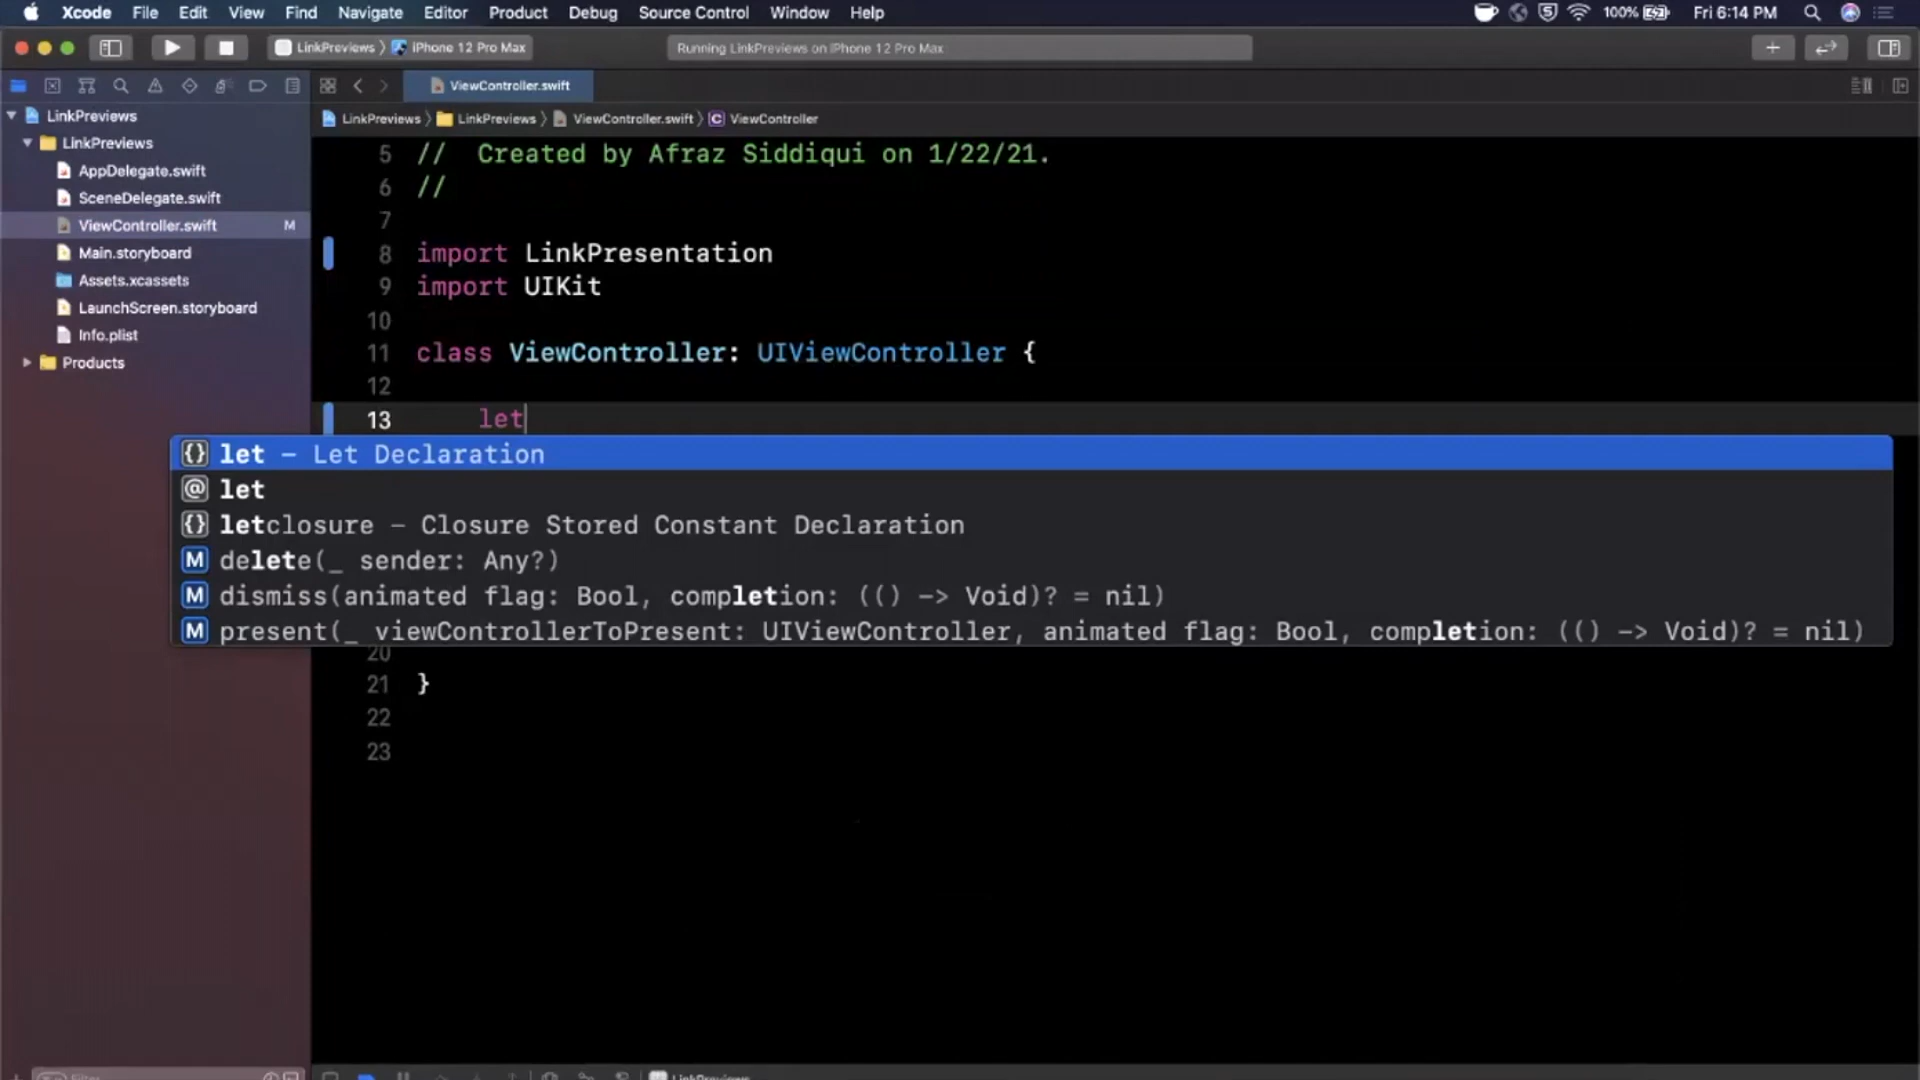 Xcode File Edit View Find Navigate Editor Product Debug Source Control Window Help 100% Fri 6:14 PM
LinkPreviews 〉 iPhone 12 Pro Max Running LinkPreviews on iPhone 12 Pro Max
ViewController.swift
LinkPreviews 〉 LinkPreviews 〉 ViewController.swift 〉 C ViewController
LinkPreviews
LinkPreviews
AppDelegate.swift
SceneDelegate.swift
ViewController.swift M
Main.storyboard
Assets.xcassets
LaunchScreen.storyboard
Info.plist
Products
5 // Created by Afraz Siddiqui on 1/22/21.
6 //
7
8 import LinkPresentation
9 import UIKit
10
11 class ViewController: UIViewController {
12
13 let
{} let — Let Declaration
@ let
{} letclosure — Closure Stored Constant Declaration
M delete(_ sender: Any?)
M dismiss(animated flag: Bool, completion: (() -> Void)? = nil)
M present(_ viewControllerToPresent: UIViewController, animated flag: Bool, completion: (() -> Void)? = nil)
20
21 }
22
23
LinkPreviews